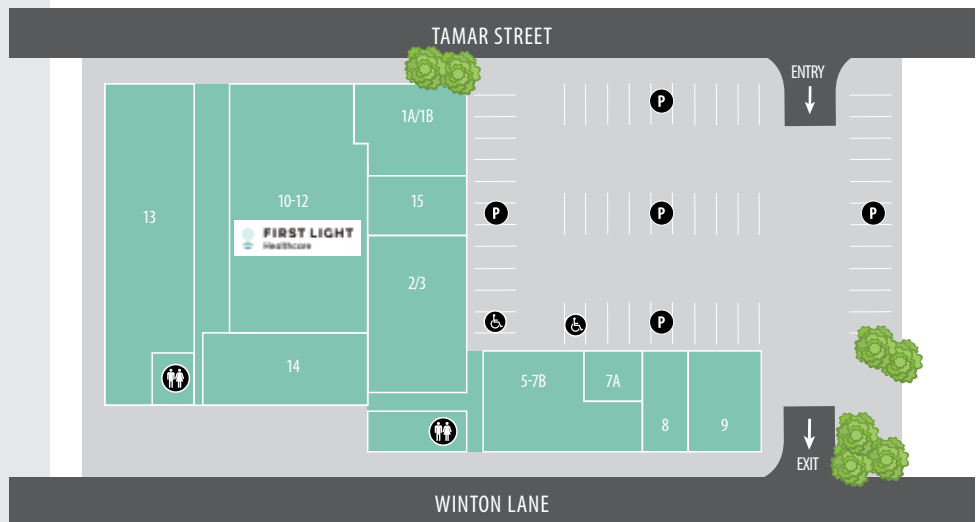 TAMAR STREET
ENTRY
P
1A/1B
10-12
15
13
P
P
P
FIRST LIGHT
Healthcare
2/3
P
14
5-7B
7A
8
9
EXIT
WINTON LANE